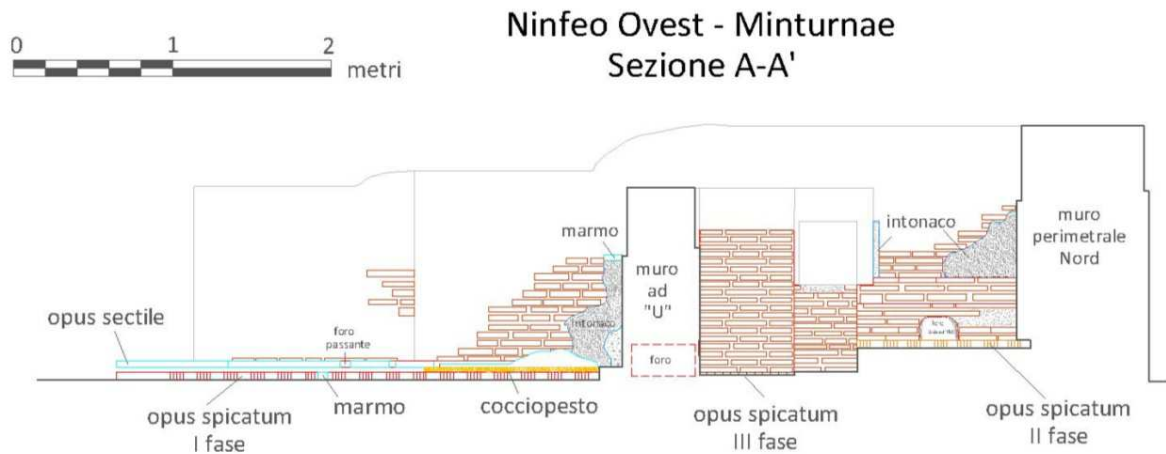 Ninfeo Ovest - Minturnae
Sezione A-A'
0 1 2
metri
marmo
intonaco
muro
perimetrale
Nord
muro
ad
"U"
opus sectile
foro
passante
intonaco
foro
opus spicatum
I fase
marmo
cocciopesto
opus spicatum
III fase
opus spicatum
II fase